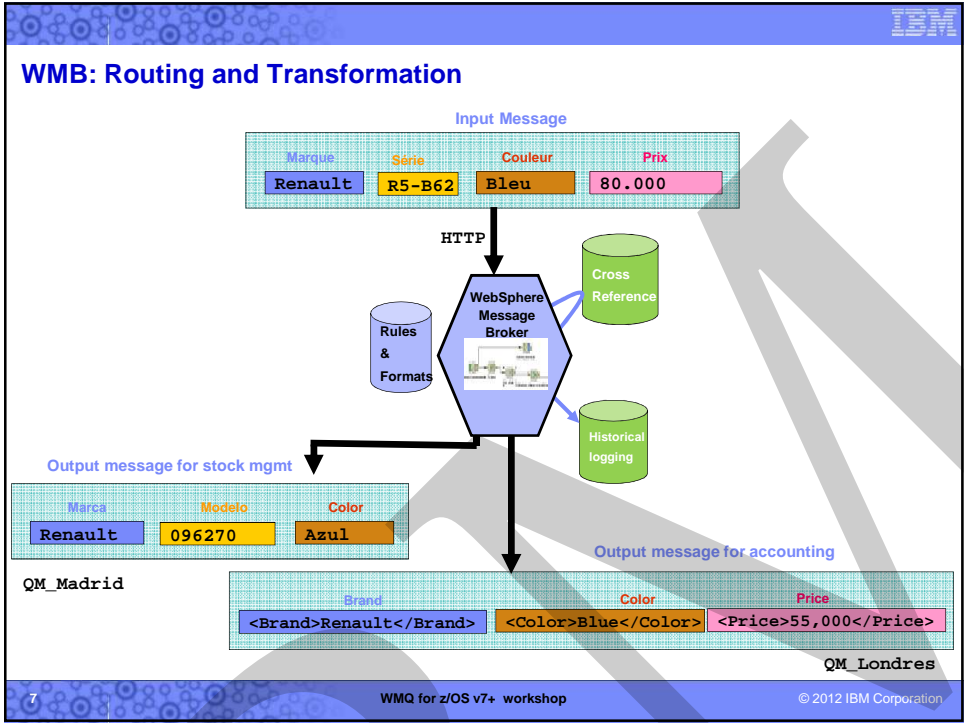 IBM
WMB: Routing and Transformation
Input Message
Marque Série Couleur Prix
Renault R5-B62 Bleu 80.000
HTTP
WebSphere
Message
Broker
Cross
Reference
Rules
&
Formats
Historical
logging
Output message for stock mgmt
Marca Modelo Color
Renault 096270 Azul
QM_Madrid
Output message for accounting
Brand Color Price
<Brand>Renault</Brand> <Color>Blue</Color> <Price>55,000</Price>
QM_Londres
7 WMQ for z/OS v7+ workshop © 2012 IBM Corporation